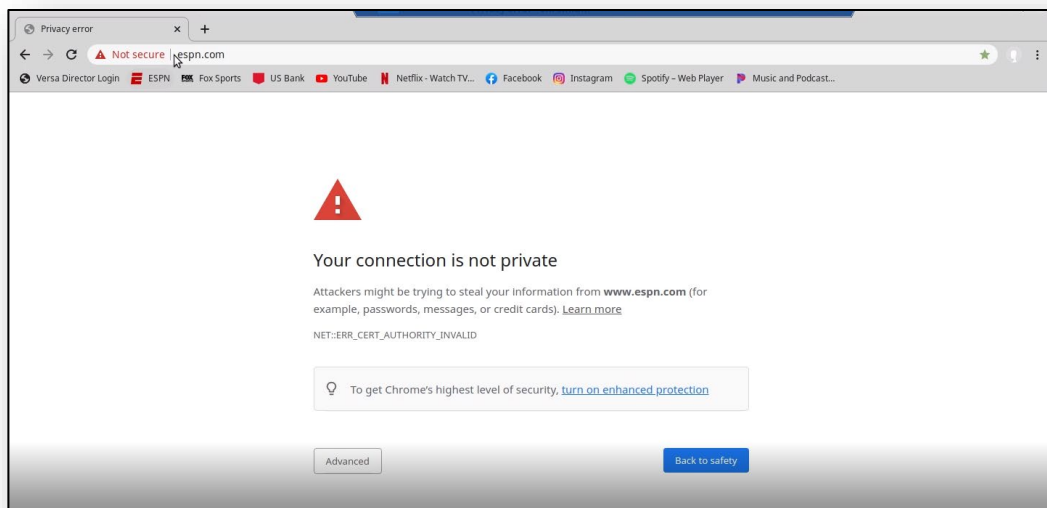 Privacy error
Not secure espn.com
Versa Director Login ESPN Fox Sports US Bank YouTube Netflix - Watch TV... Facebook Instagram Spotify – Web Player Music and Podcast...
Your connection is not private
Attackers might be trying to steal your information from www.espn.com (for
example, passwords, messages, or credit cards). Learn more
NET::ERR_CERT_AUTHORITY_INVALID
To get Chrome's highest level of security, turn on enhanced protection
Advanced Back to safety